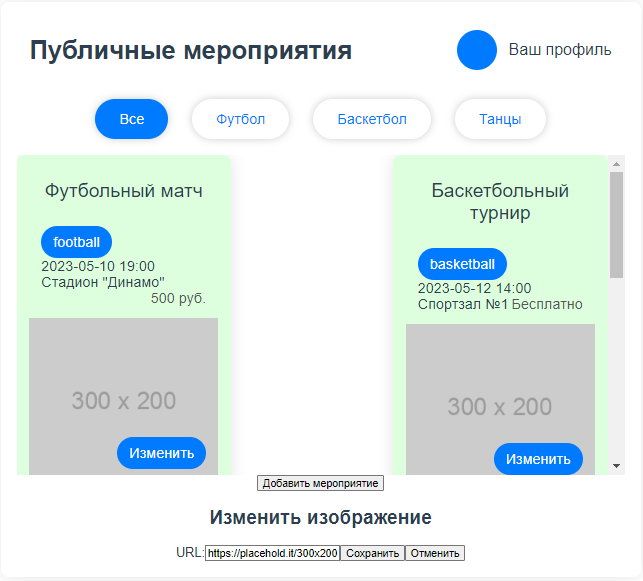 Публичные мероприятия
Ваш профиль
Все
Футбол
Баскетбол
Танцы
Футбольный матч
football
2023-05-10 19:00
Стадион "Динамо"
500 руб.
300 x 200
Изменить
Баскетбольный
турнир
basketball
2023-05-12 14:00
Спортзал №1 Бесплатно
300 x 200
Изменить
Добавить мероприятие
Изменить изображение
URL: https://placehold.it/300x200 Сохранить Отменить